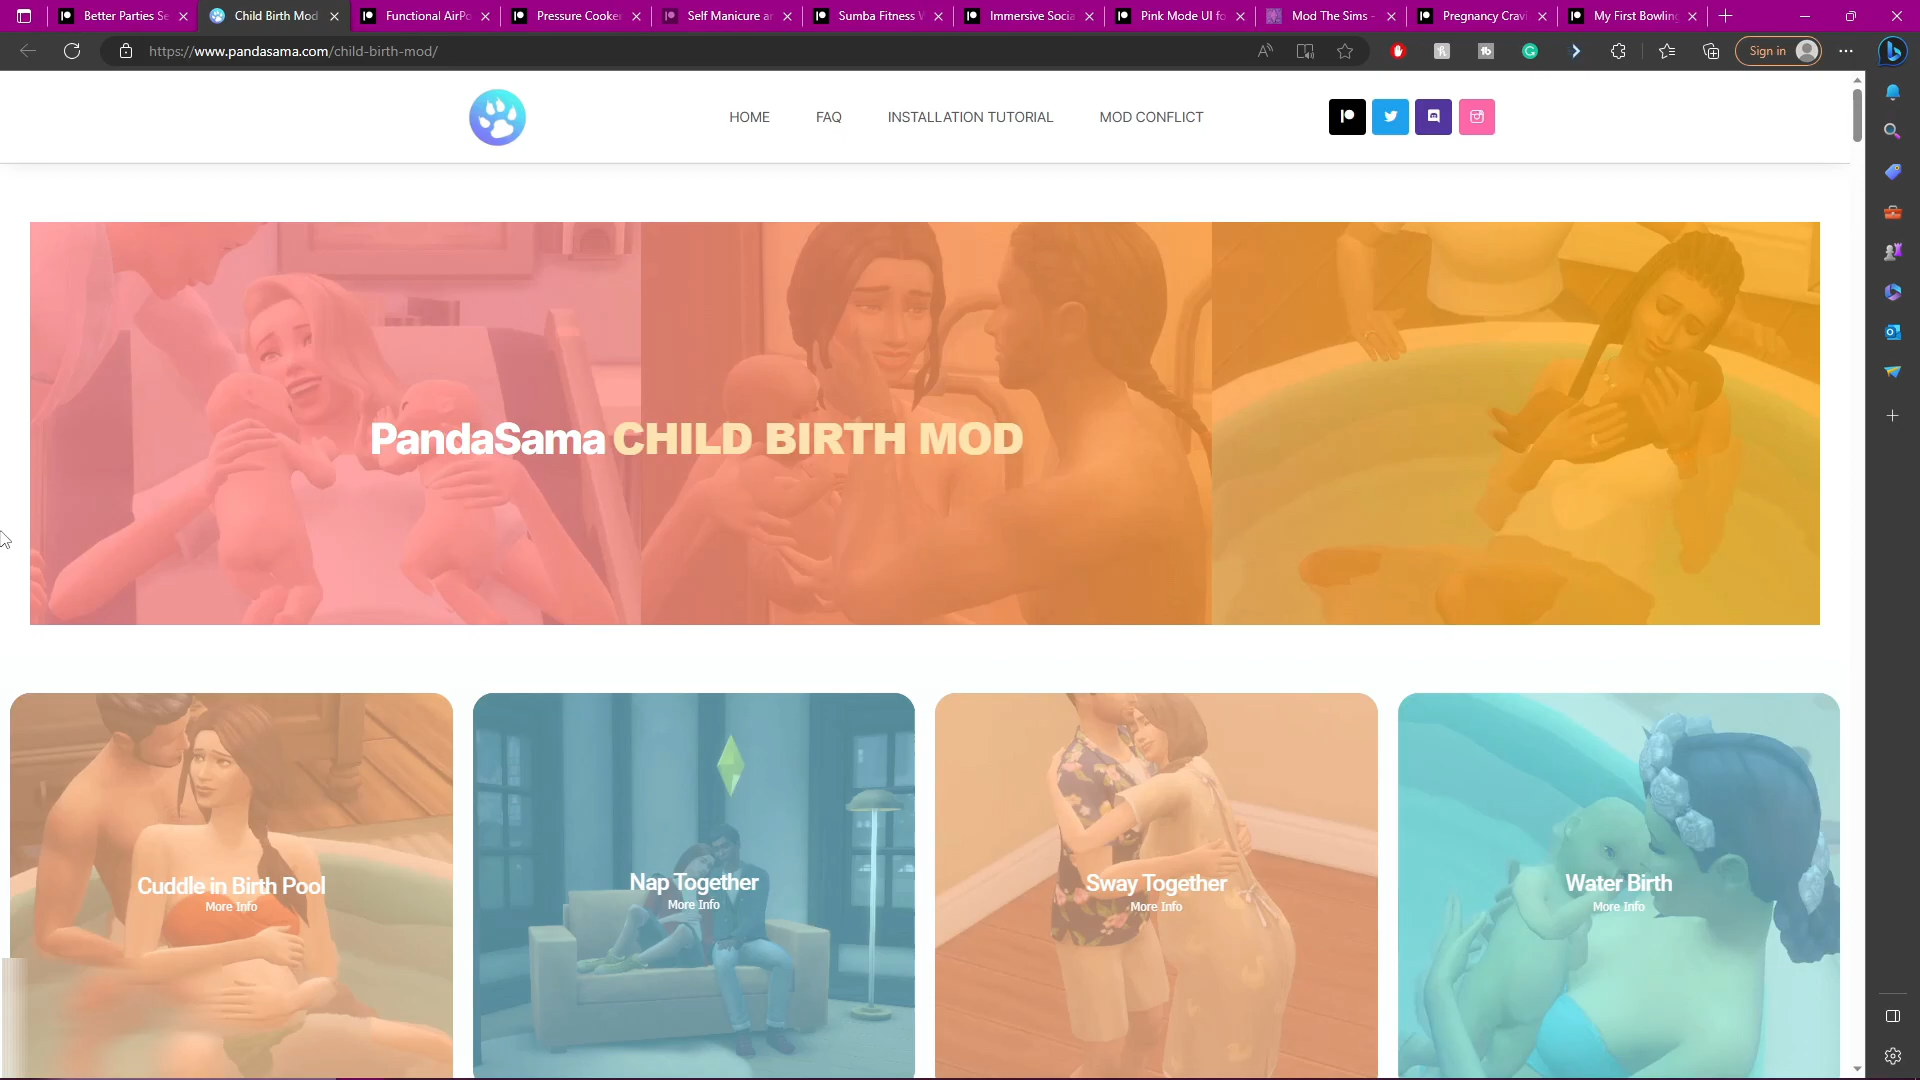 Better Parties Se
Child Birth Mod
Functional AirPo
Pressure Cooker
Self Manicure an
Sumba Fitness
Immersive Socia
Pink Mode UI fo
Mod The Sims -
Pregnancy Cravi
My First Bowling
https://www.pandasama.com/child-birth-mod/
Sign in
HOME
FAQ
INSTALLATION TUTORIAL
MOD CONFLICT
PandaSama CHILD BIRTH MOD
Cuddle in Birth Pool
More Info
Nap Together
More Info
Sway Together
More Info
Water Birth
More Info